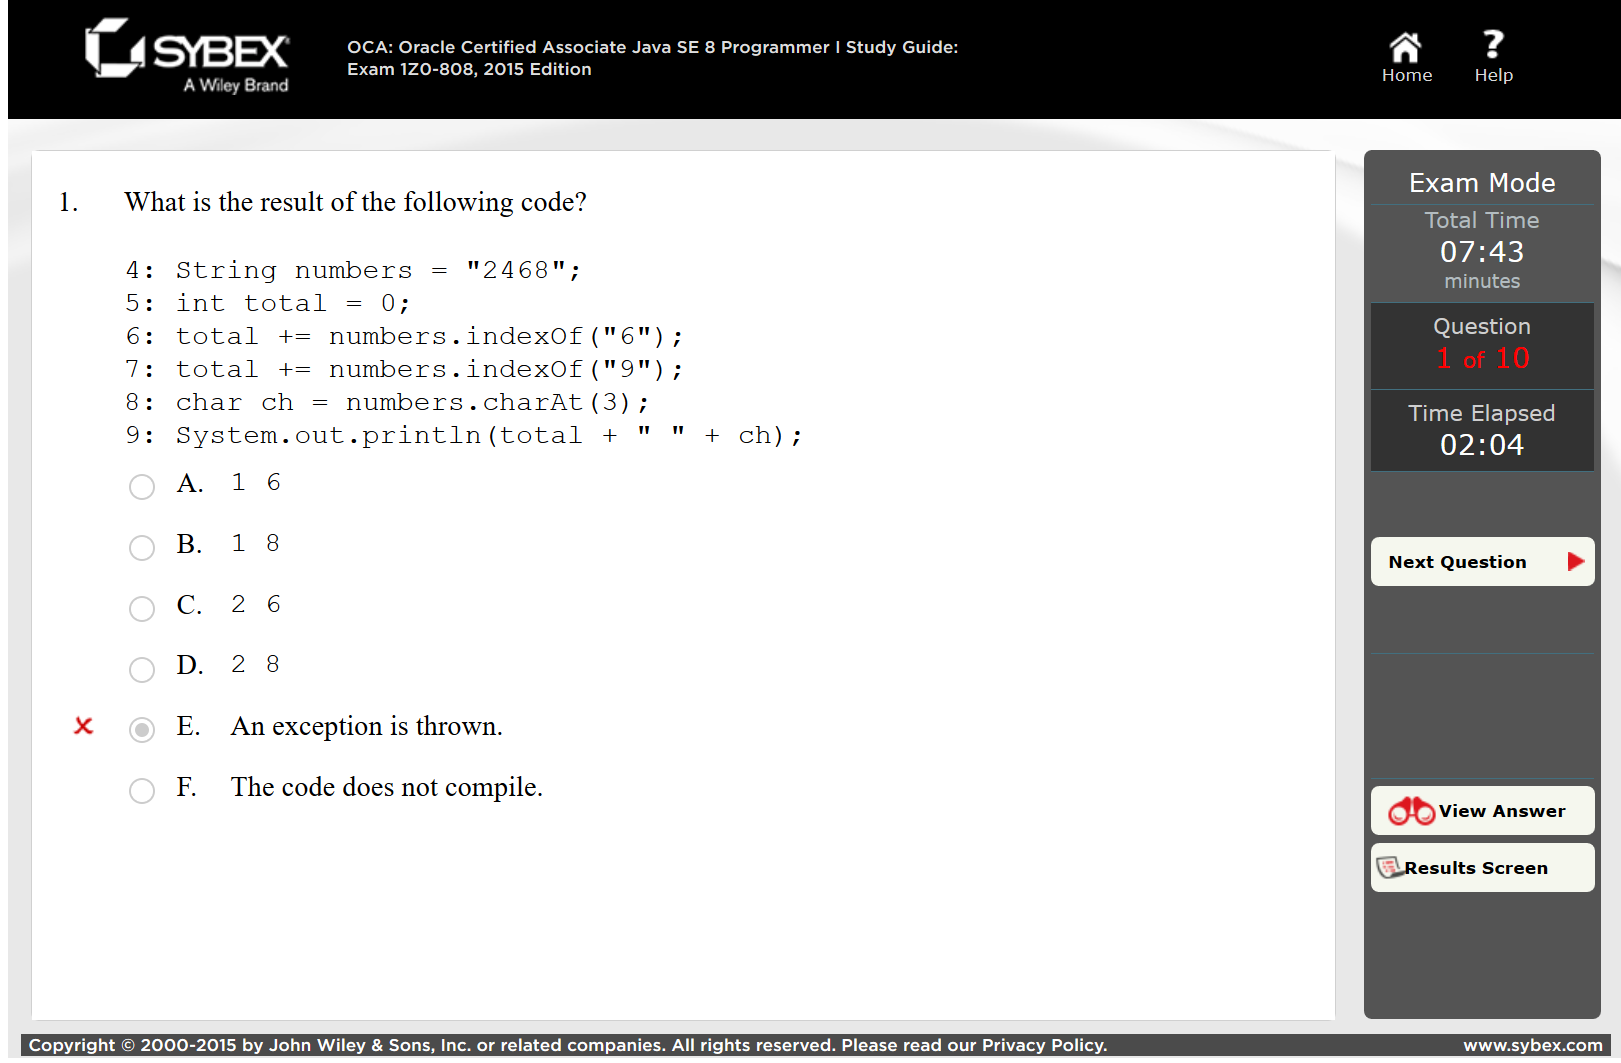 SYBEX
A Wiley Brand
OCA: Oracle Certified Associate Java SE 8 Programmer I Study Guide:
Exam 1Z0-808, 2015 Edition
Home
?
Help
1. What is the result of the following code?
4: String numbers = "2468";
5: int total = 0;
6: total += numbers.indexOf("6");
7: total += numbers.indexOf("9");
8: char ch = numbers.charAt(3);
9: System.out.println(total + " " + ch);
A. 1 6
B. 1 8
C. 2 6
D. 2 8
E. An exception is thrown.
F. The code does not compile.
Exam Mode
Total Time
07:43
minutes
Question
1 of 10
Time Elapsed
02:04
Next Question
View Answer
Results Screen
Copyright © 2000-2015 by John Wiley & Sons, Inc. or related companies. All rights reserved. Please read our Privacy Policy.
www.sybex.com